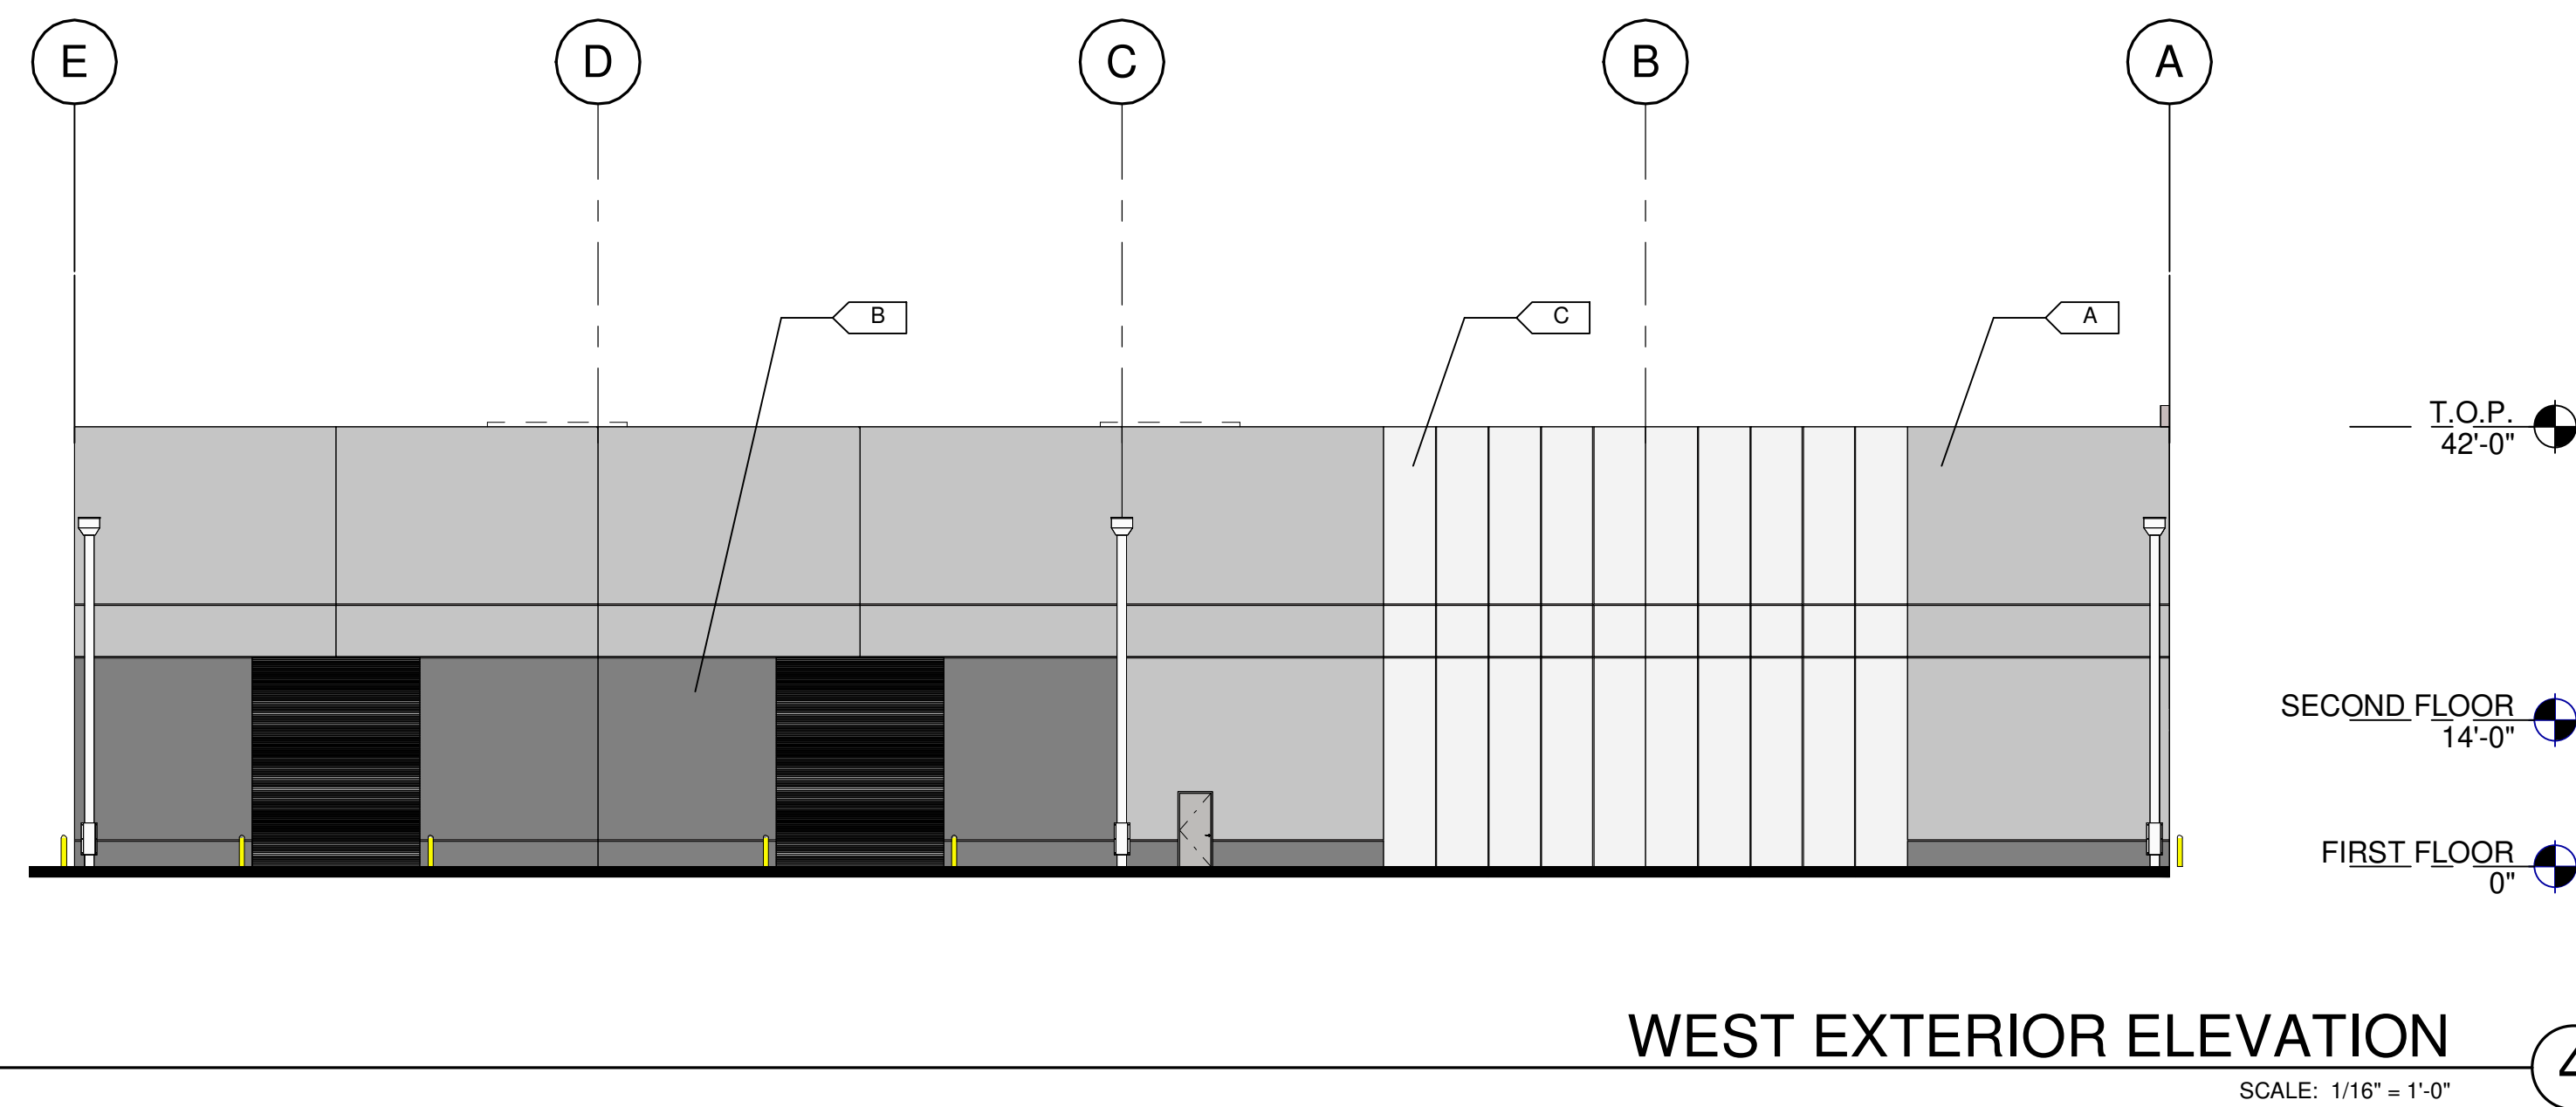 E D C B A
B C A
T.O.P.
42'-0"
SECOND FLOOR
14'-0"
FIRST FLOOR
0"
WEST EXTERIOR ELEVATION
SCALE: 1/16" = 1'-0"